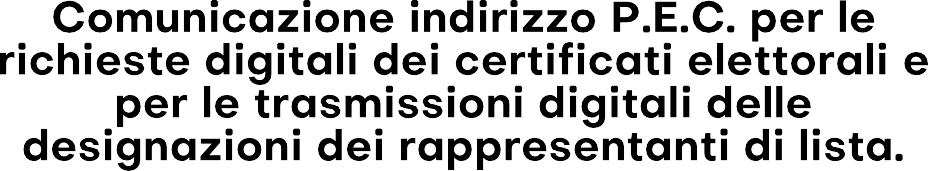 Comunicazione indirizzo P.E.C. per le
richieste digitali dei certificati elettorali e
per le trasmissioni digitali delle
designazioni dei rappresentanti di lista.